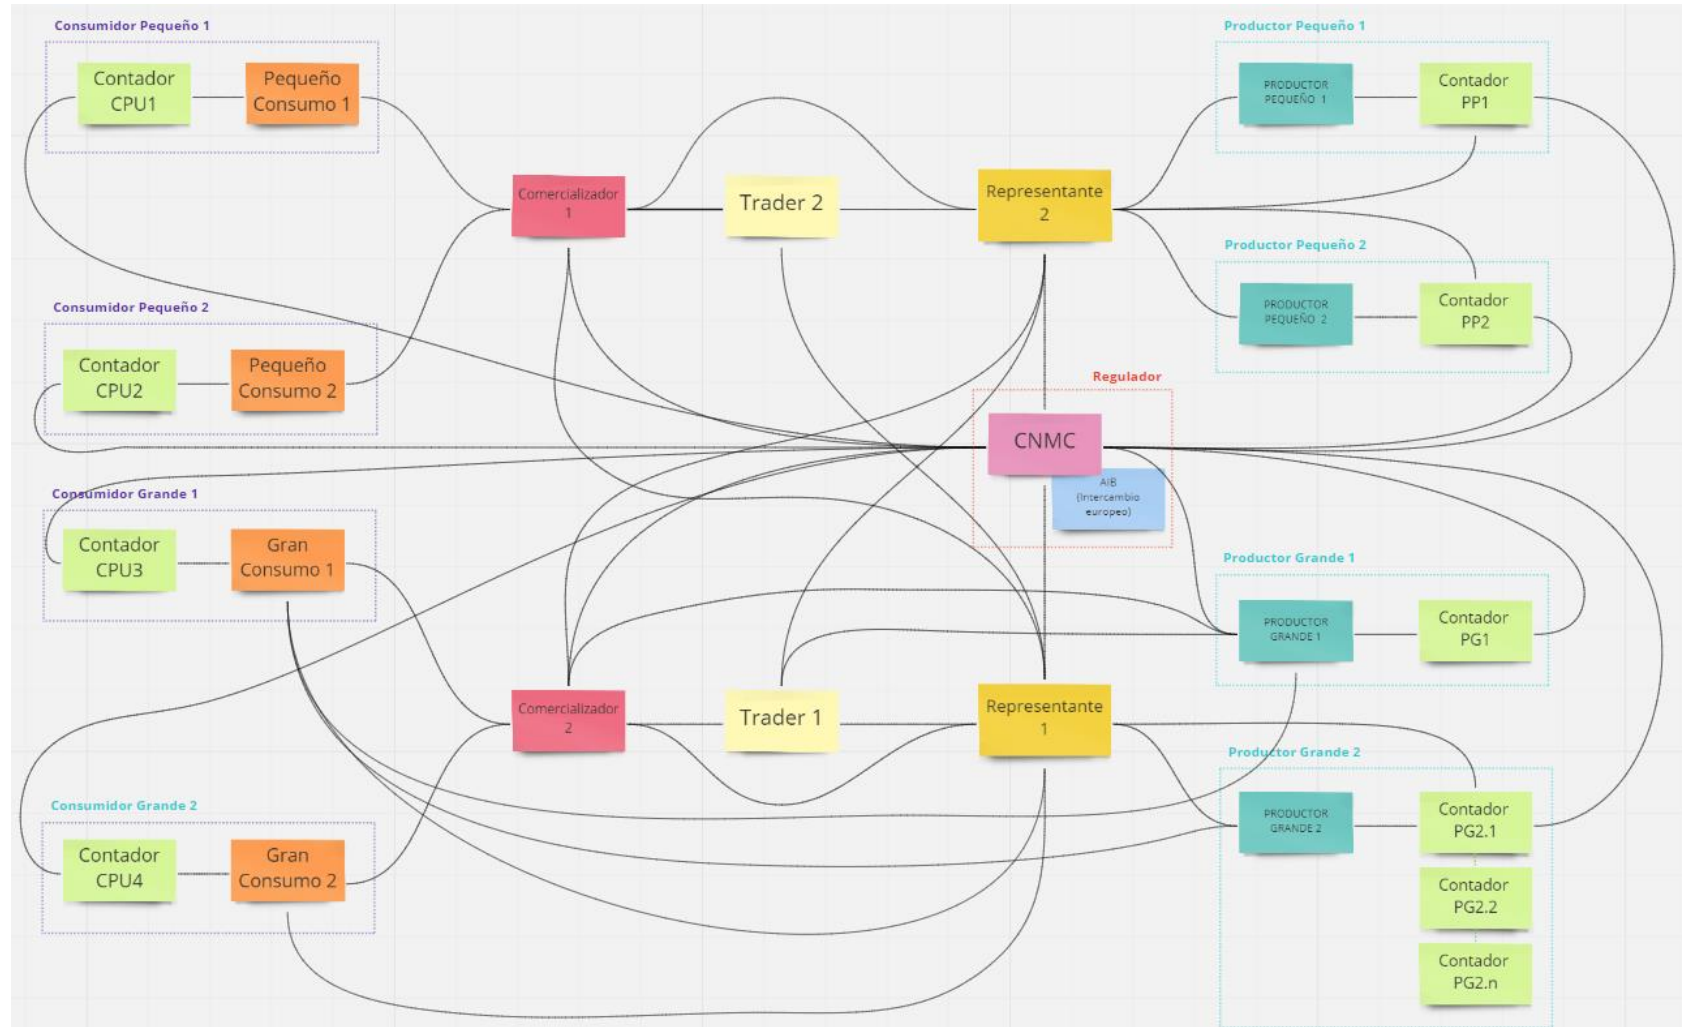 Consumidor Pequeño 1
Contador
CPU1
Pequeño
Consumo 1
Consumidor Pequeño 2
Contador
CPU2
Pequeño
Consumo 2
Consumidor Grande 1
Contador
CPU3
Gran
Consumo 1
Consumidor Grande 2
Contador
CPU4
Gran
Consumo 2
Comercializador
1
Trader 2
Representante
2
Regulador
CNMC
AIB
(Intercambio
europeo)
Comercializador
2
Trader 1
Representante
1
Productor Pequeño 1
PRODUCTOR
PEQUEÑO 1
Contador
PP1
Productor Pequeño 2
PRODUCTOR
PEQUEÑO 2
Contador
PP2
Productor Grande 1
PRODUCTOR
GRANDE 1
Contador
PG1
Productor Grande 2
PRODUCTOR
GRANDE 2
Contador
PG2.1
Contador
PG2.2
Contador
PG2.n